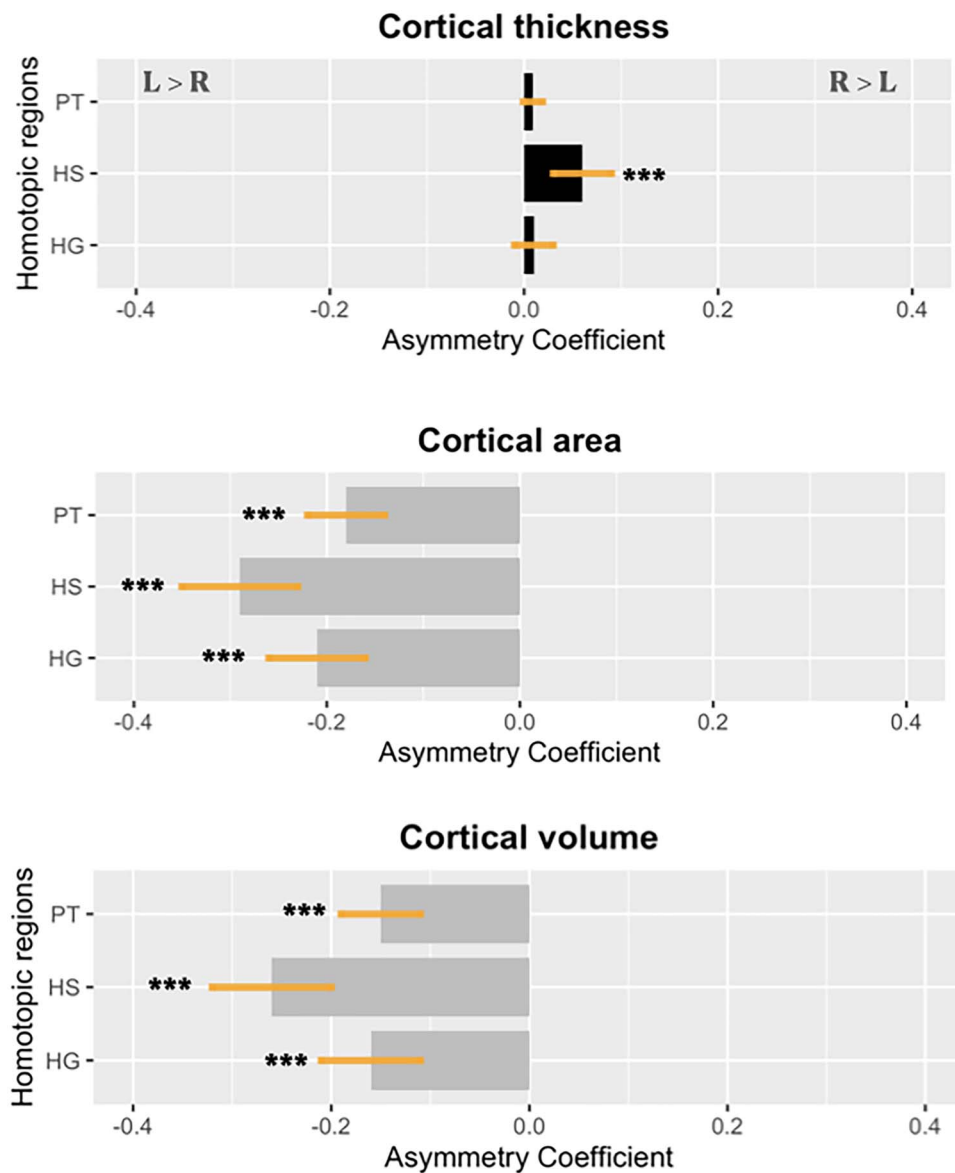 Cortical thickness
L > R
R > L
Homotopic regions
PT
HS
***
HG
-0.4 -0.2 0.0 0.2 0.4
Asymmetry Coefficient
Cortical area
PT
***
HS
***
HG
***
-0.4 -0.2 0.0 0.2 0.4
Asymmetry Coefficient
Cortical volume
Homotopic regions
PT
***
HS
***
HG
***
-0.4 -0.2 0.0 0.2 0.4
Asymmetry Coefficient